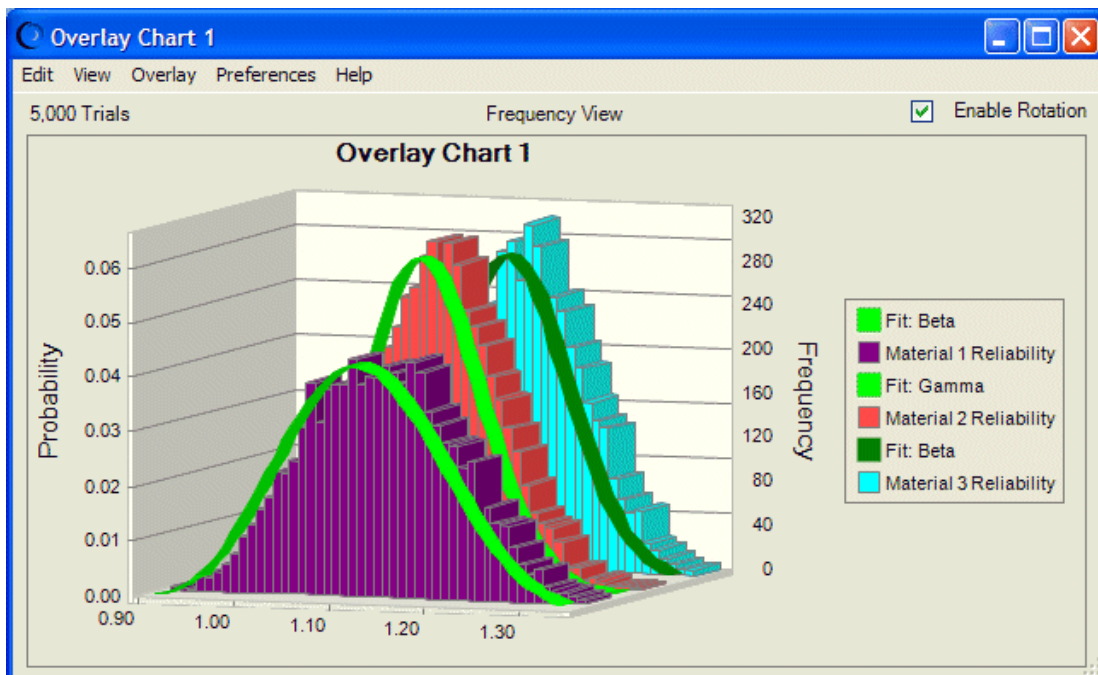 Overlay Chart 1
Edit View Overlay Preferences Help
5,000 Trials Frequency View Enable Rotation
Overlay Chart 1
Probability
0.06
0.05
0.04
0.03
0.02
0.01
0.00
0.90 1.00 1.10 1.20 1.30
320
280
240
200
160
120
80
40
0
Frequency
Fit: Beta
Material 1 Reliability
Fit: Gamma
Material 2 Reliability
Fit: Beta
Material 3 Reliability